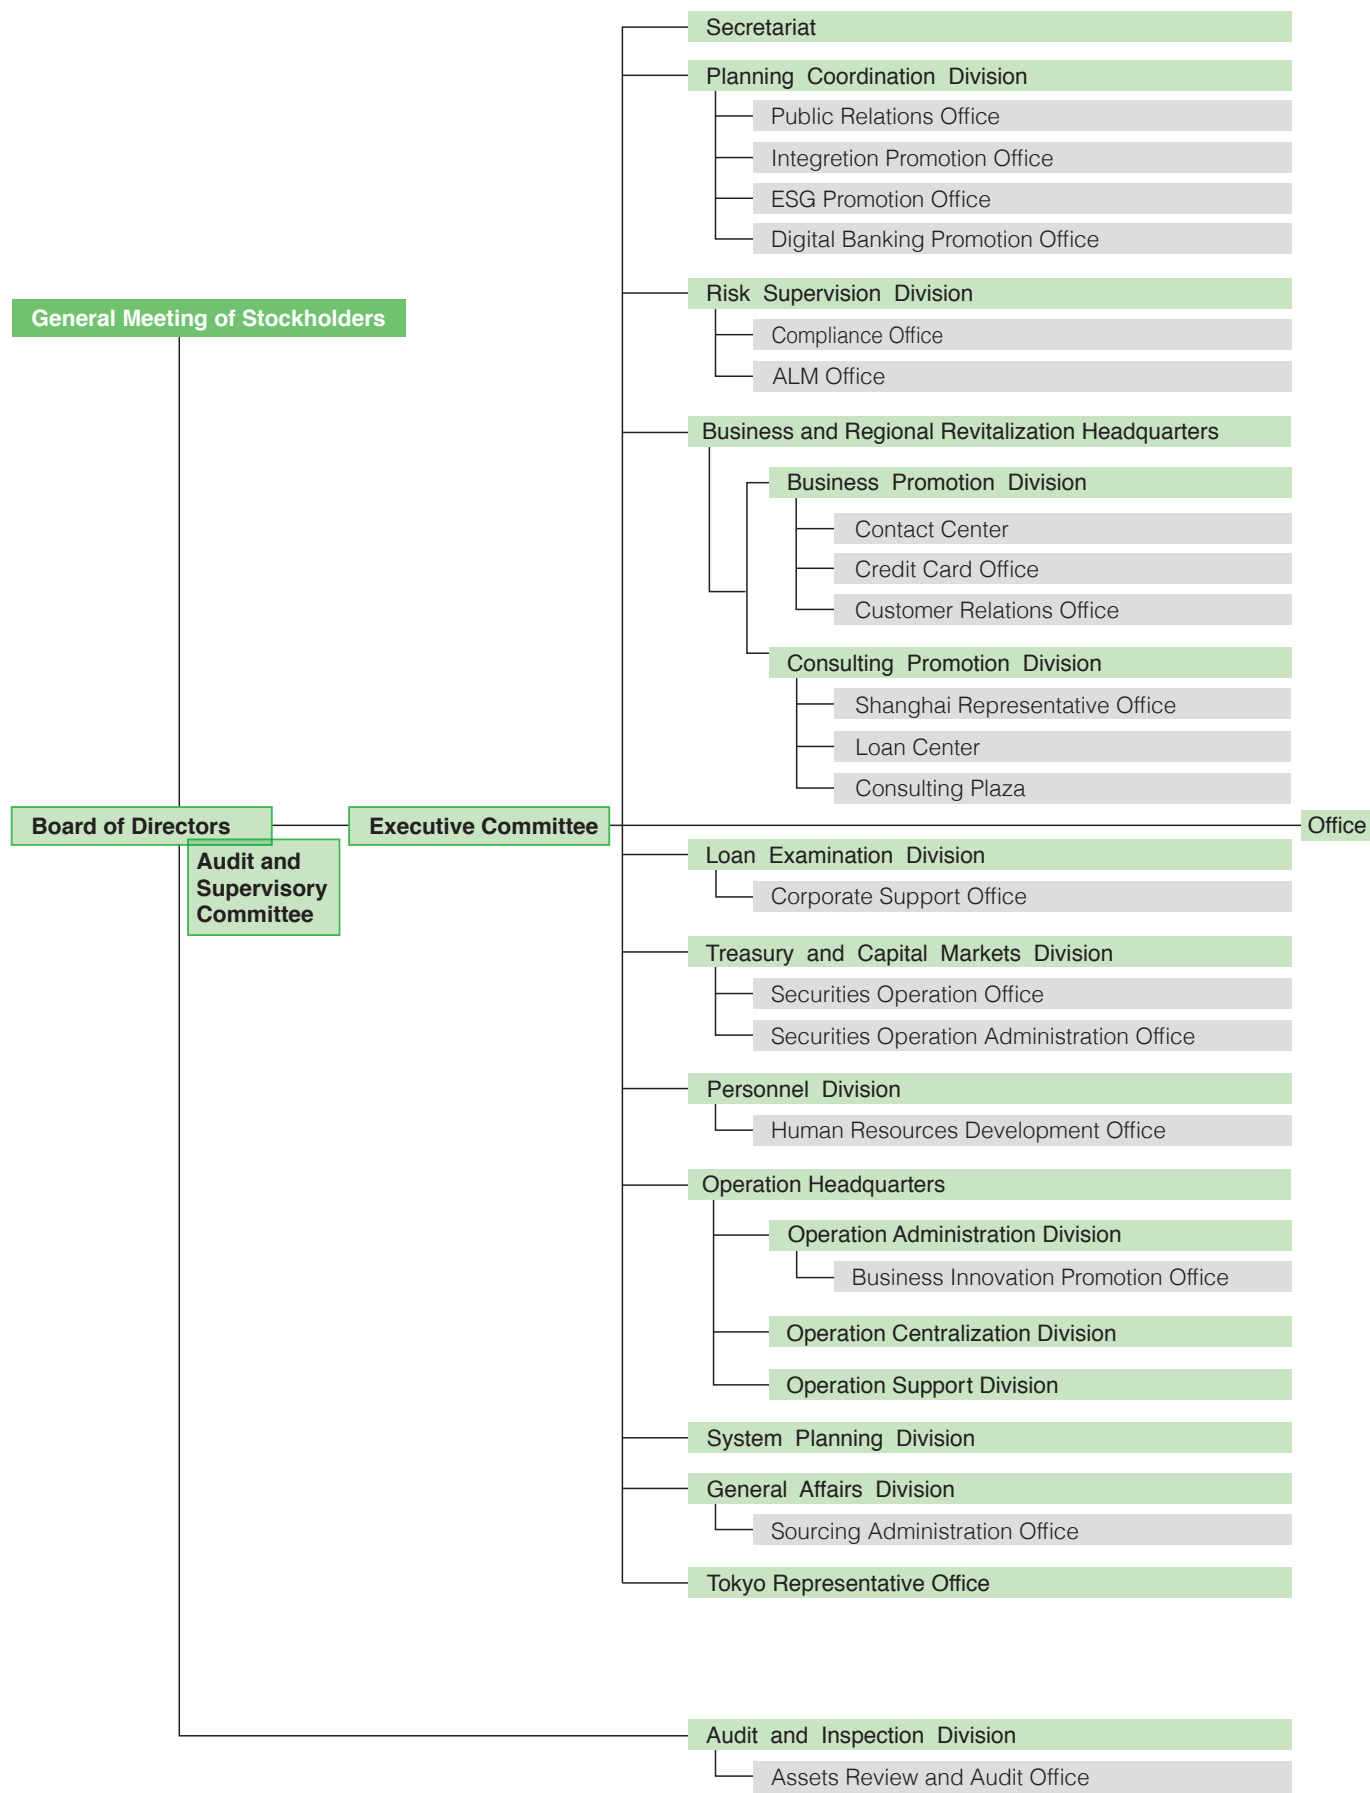 Secretariat
Planning Coordination Division
Public Relations Office
Integretion Promotion Office
ESG Promotion Office
Digital Banking Promotion Office
Risk Supervision Division
General Meeting of Stockholders
Compliance Office
ALM Office
Business and Regional Revitalization Headquarters
Business Promotion Division
Contact Center
Credit Card Office
Customer Relations Office
Consulting Promotion Division
Shanghai Representative Office
Loan Center
Consulting Plaza
Board of Directors
Executive Committee
Office
Audit and
Supervisory
Committee
Loan Examination Division
Corporate Support Office
Treasury and Capital Markets Division
Securities Operation Office
Securities Operation Administration Office
Personnel Division
Human Resources Development Office
Operation Headquarters
Operation Administration Division
Business Innovation Promotion Office
Operation Centralization Division
Operation Support Division
System Planning Division
General Affairs Division
Sourcing Administration Office
Tokyo Representative Office
Audit and Inspection Division
Assets Review and Audit Office